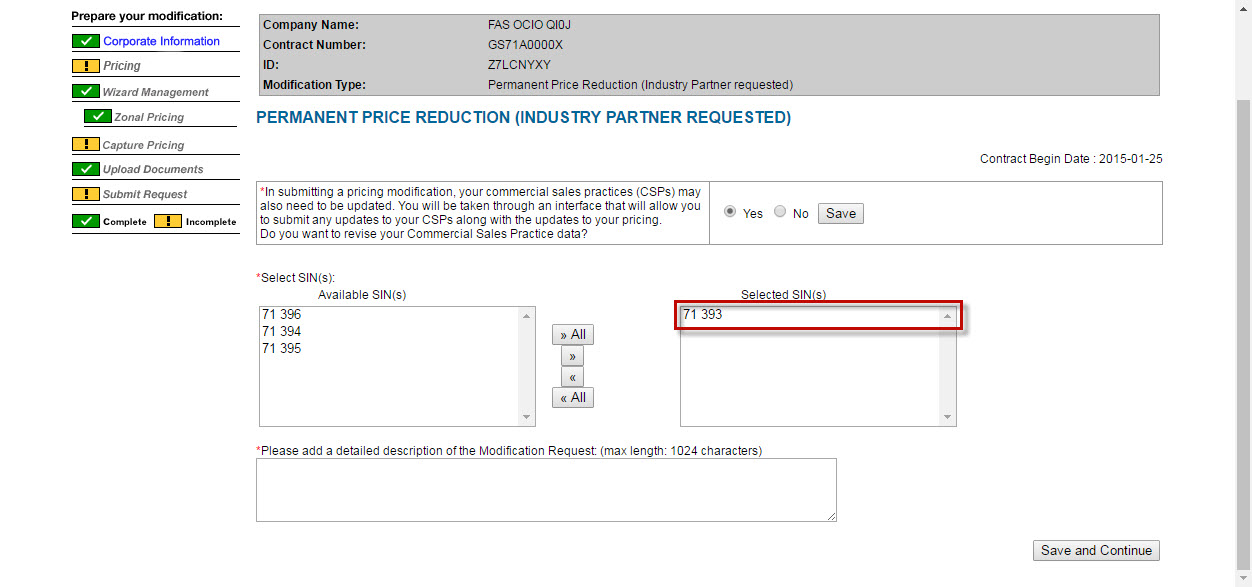 Prepare your modification:
Corporate Information
Pricing
Wizard Management
Zonal Pricing
Capture Pricing
Upload Documents
Submit Request
Complete ! Incomplete
Company Name: FAS OCIO QI0J
Contract Number: GS71A0000X
ID: Z7LCNYXY
Modification Type: Permanent Price Reduction (Industry Partner requested)
PERMANENT PRICE REDUCTION (INDUSTRY PARTNER REQUESTED)
Contract Begin Date : 2015-01-25
*In submitting a pricing modification, your commercial sales practices (CSPs) may
also need to be updated. You will be taken through an interface that will allow you
to submit any updates to your CSPs along with the updates to your pricing.
Do you want to revise your Commercial Sales Practice data?
Yes No Save
*Select SIN(s):
Available SIN(s) Selected SIN(s)
71 396
71 394
71 395
» All
»
«
« All
71 393
*Please add a detailed description of the Modification Request: (max length: 1024 characters)
Save and Continue